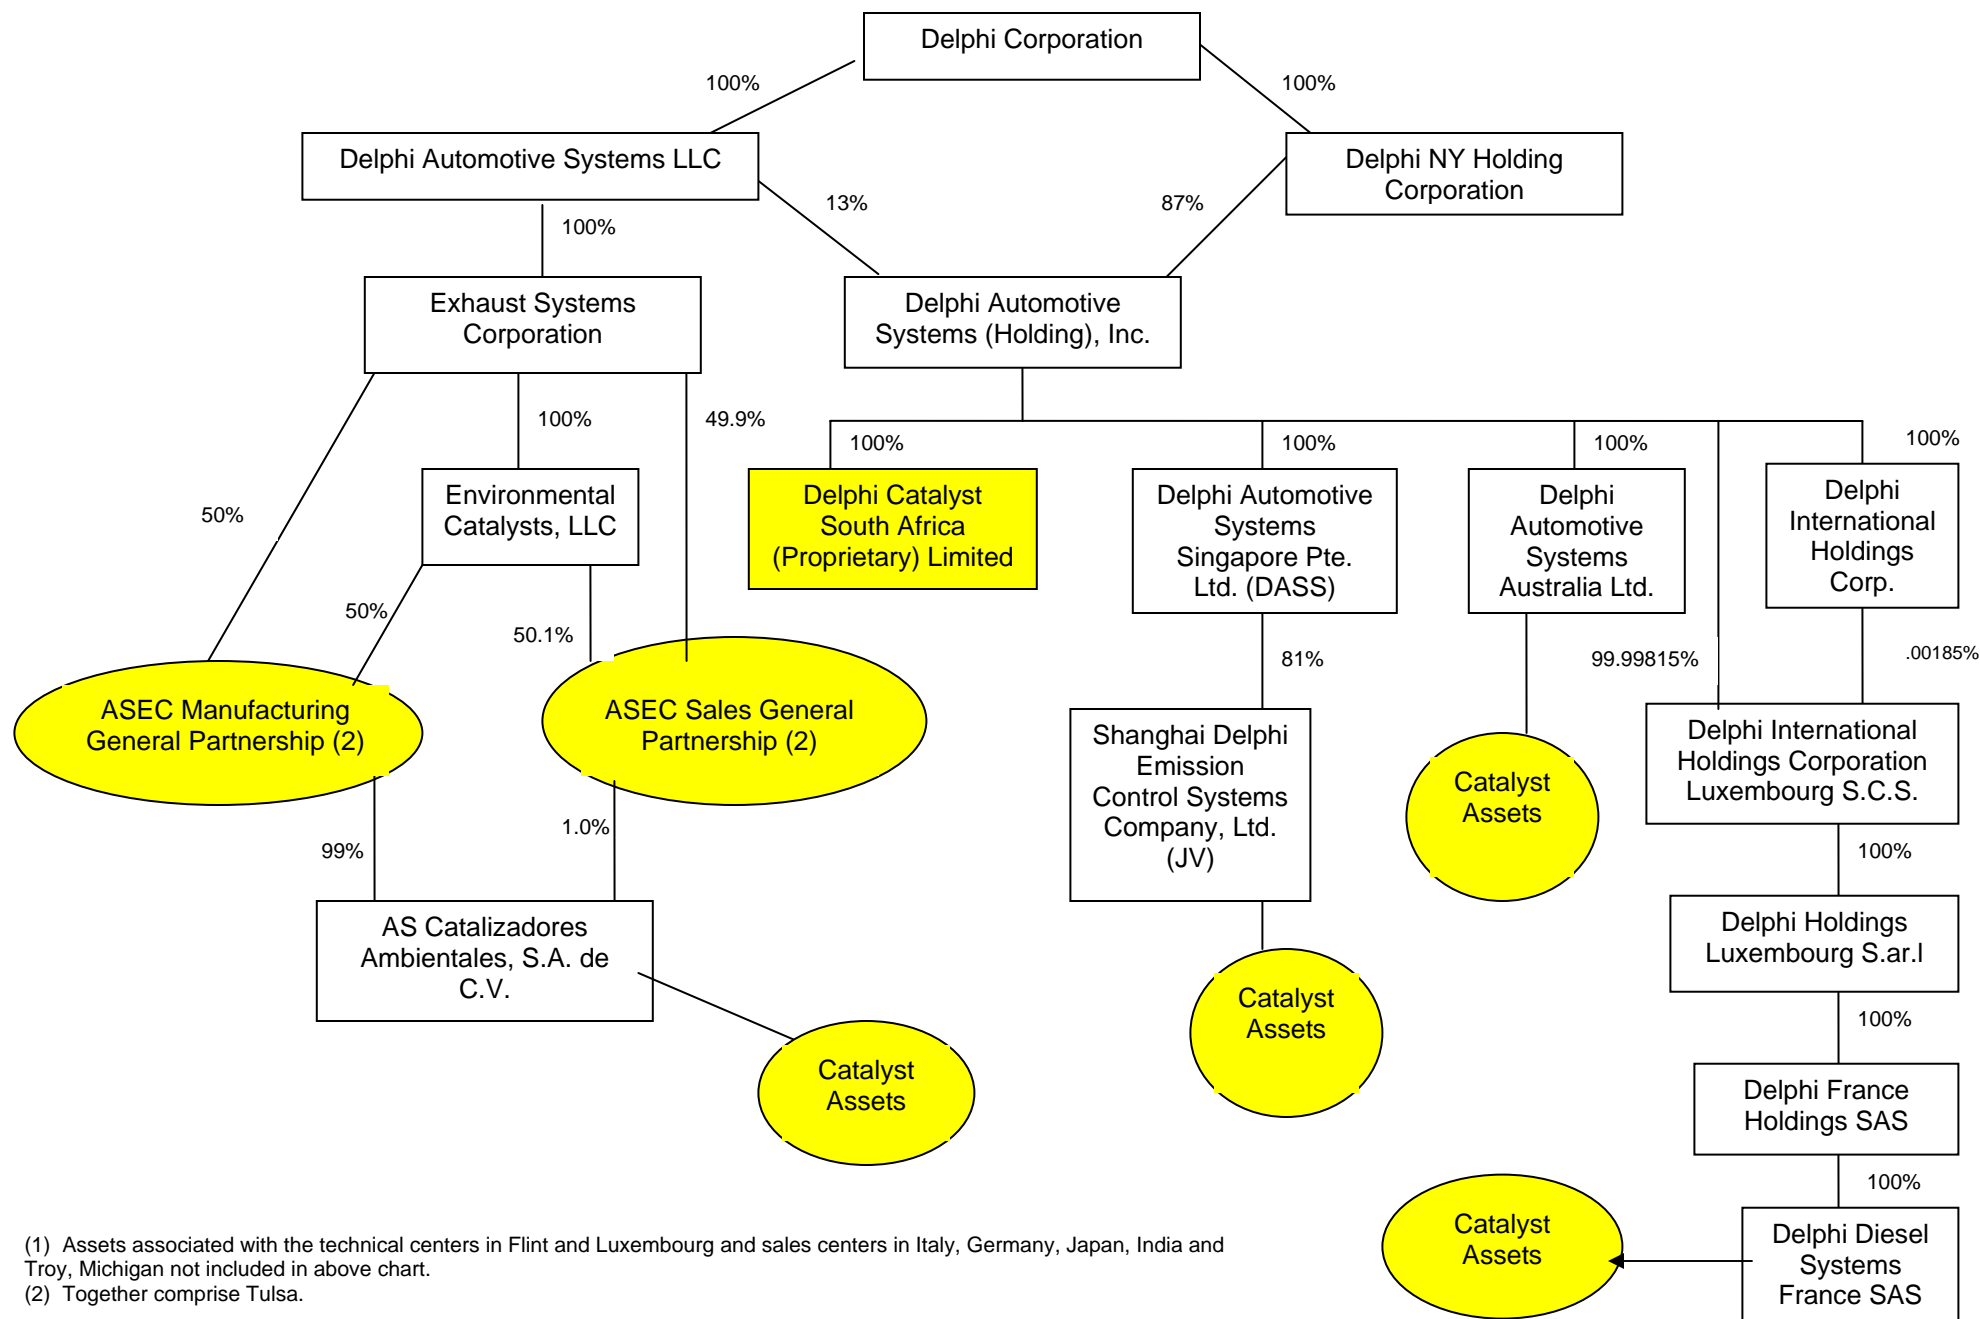 Delphi Corporation
100%
100%
Delphi Automotive Systems LLC
Delphi NY Holding
Corporation
13%
87%
100%
Exhaust Systems
Corporation
Delphi Automotive
Systems (Holding), Inc.
100%
49.9%
100%
100%
100%
100%
50%
Environmental
Catalysts, LLC
Delphi Catalyst
South Africa
(Proprietary) Limited
Delphi Automotive
Systems
Singapore Pte.
Ltd. (DASS)
Delphi
Automotive
Systems
Australia Ltd.
Delphi
International
Holdings
Corp.
50%
50.1%
81%
99.99815%
.00185%
ASEC Manufacturing
General Partnership (2)
ASEC Sales General
Partnership (2)
Shanghai Delphi
Emission
Control Systems
Company, Ltd.
(JV)
Catalyst
Assets
Delphi International
Holdings Corporation
Luxembourg S.C.S.
99%
1.0%
100%
AS Catalizadores
Ambientales, S.A. de
C.V.
Delphi Holdings
Luxembourg S.ar.l
Catalyst
Assets
100%
Catalyst
Assets
Delphi France
Holdings SAS
100%
Catalyst
Assets
Delphi Diesel
Systems
France SAS
(1) Assets associated with the technical centers in Flint and Luxembourg and sales centers in Italy, Germany, Japan, India and
Troy, Michigan not included in above chart.
(2) Together comprise Tulsa.